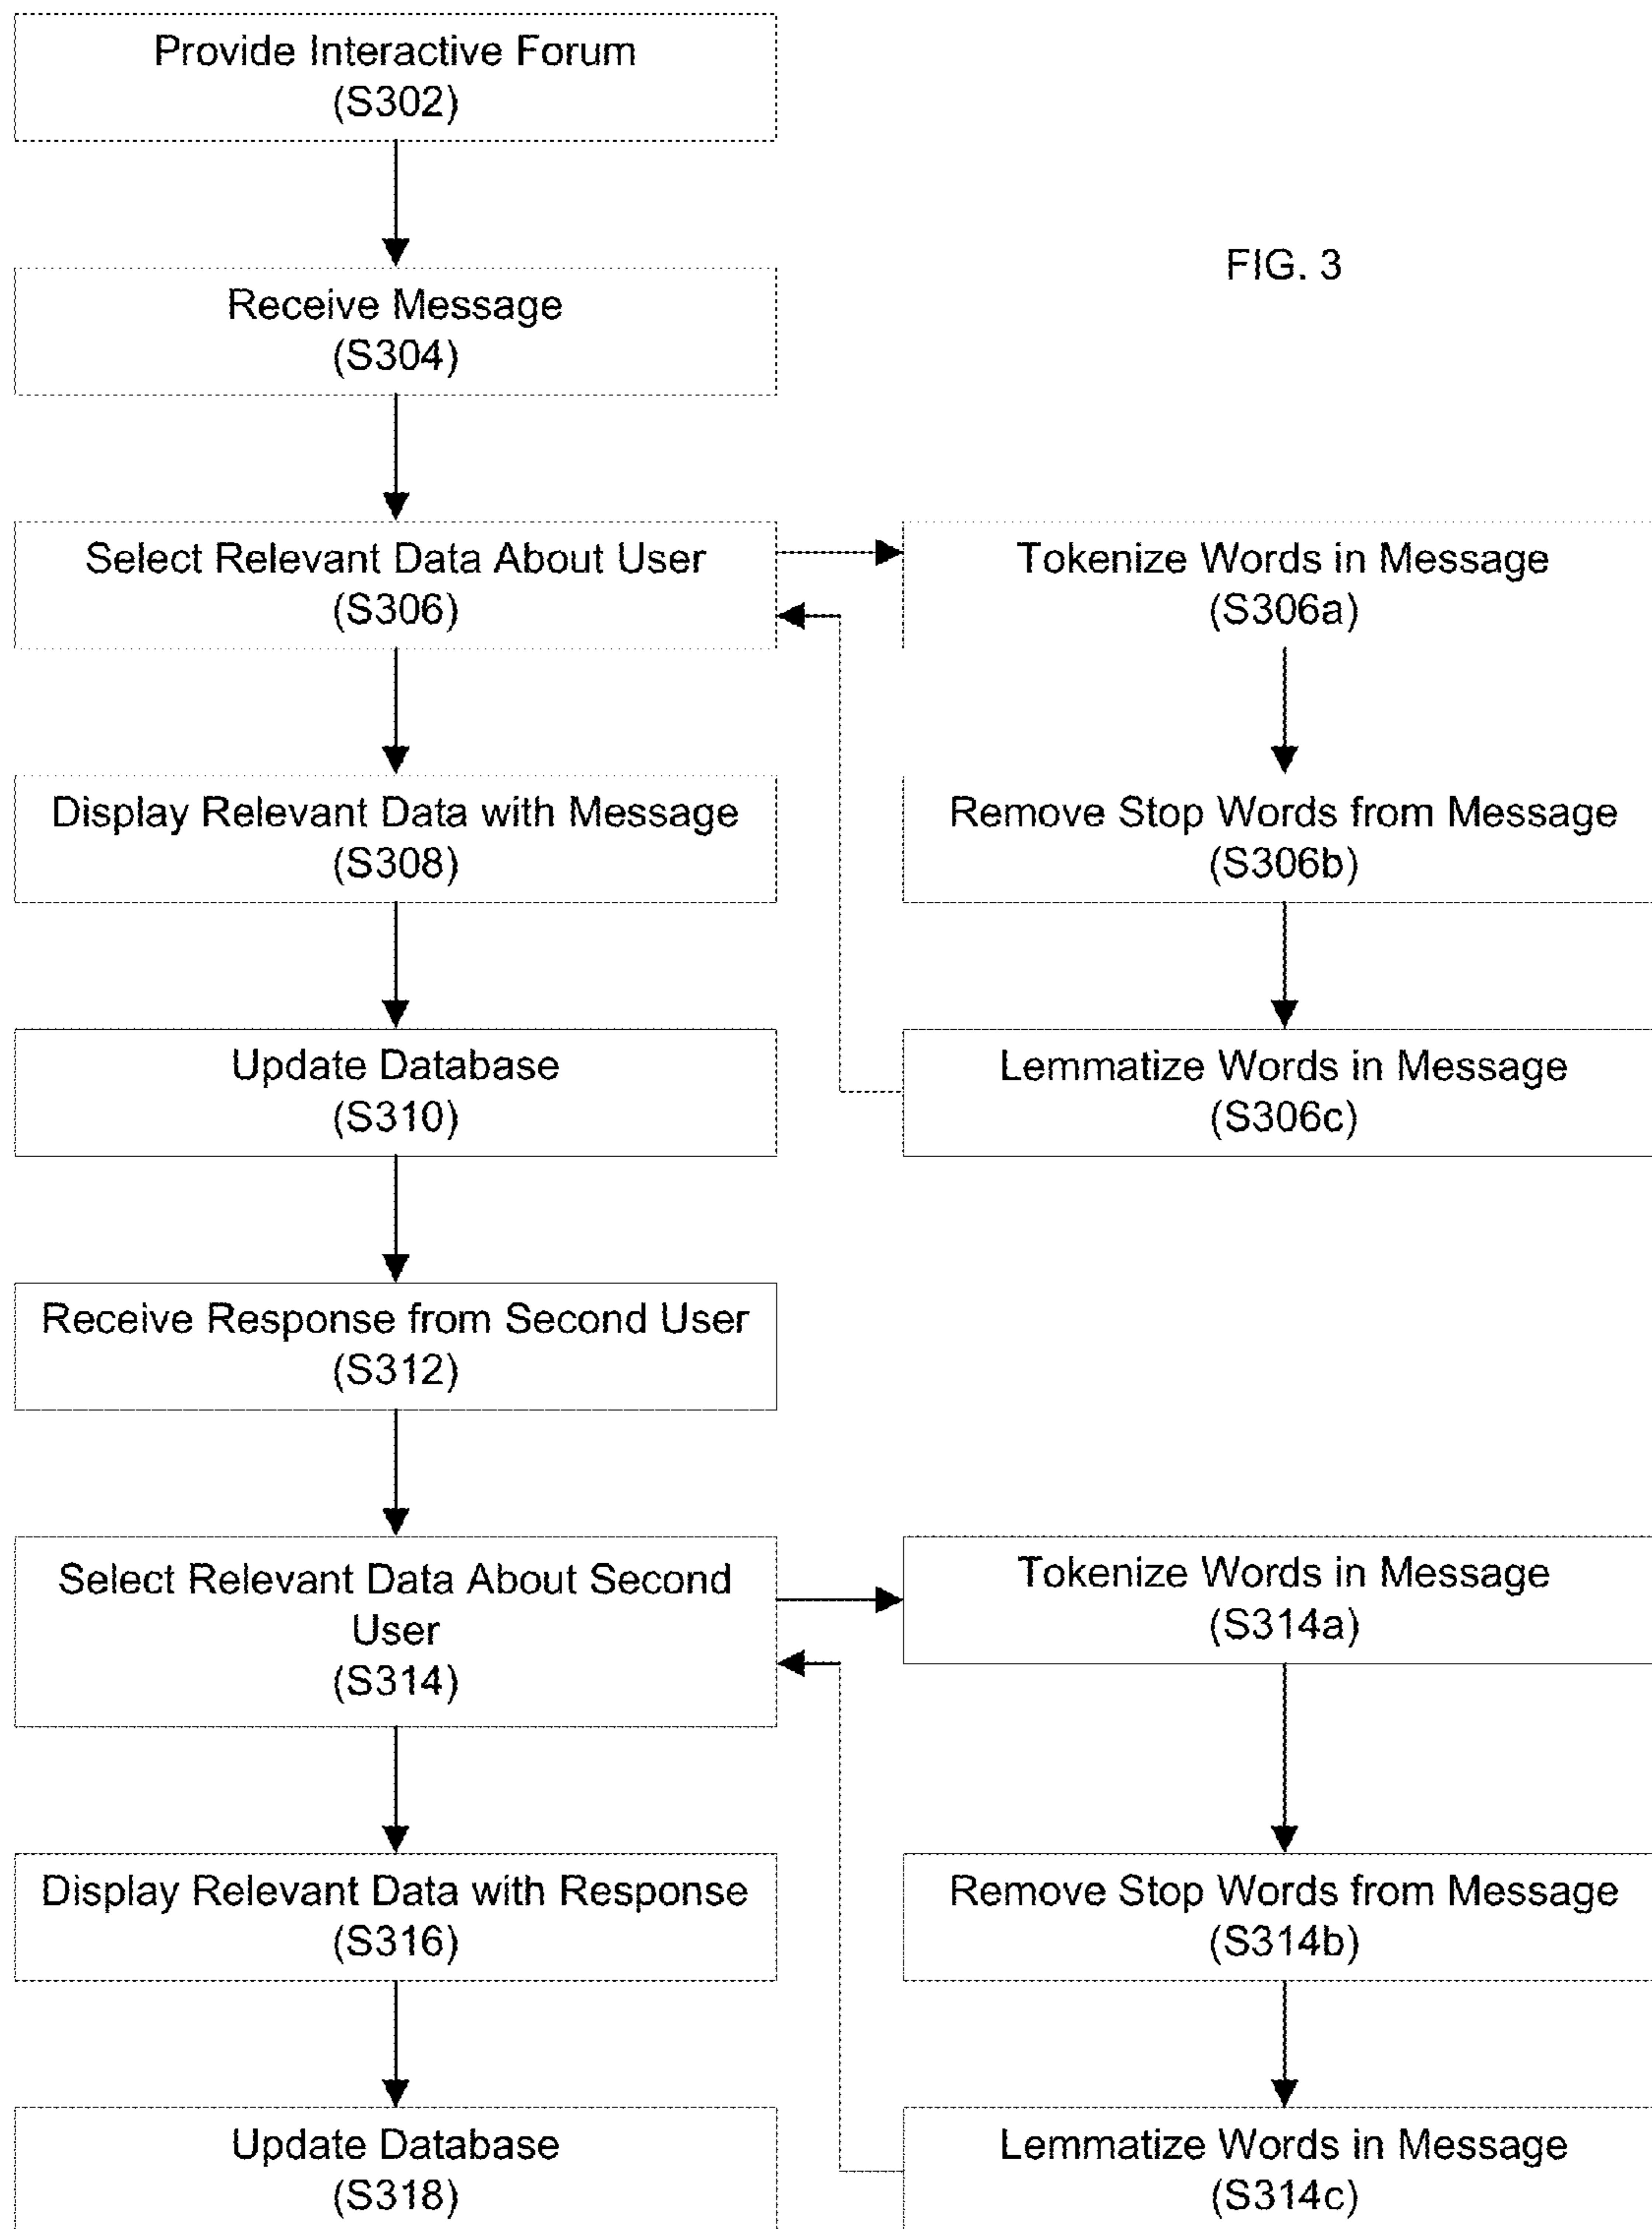 Provide Interactive Forum
(S302)
FIG. 3
Receive Message
(S304)
Select Relevant Data About User
(S306)
Tokenize Words in Message
(S306a)
Display Relevant Data with Message
(S308)
Remove Stop Words from Message
(S306b)
Update Database
(S310)
Lemmatize Words in Message
(S306c)
Receive Response from Second User
(S312)
Select Relevant Data About Second
User
(S314)
Tokenize Words in Message
(S314a)
Display Relevant Data with Response
(S316)
Remove Stop Words from Message
(S314b)
Update Database
(S318)
Lemmatize Words in Message
(S314c)